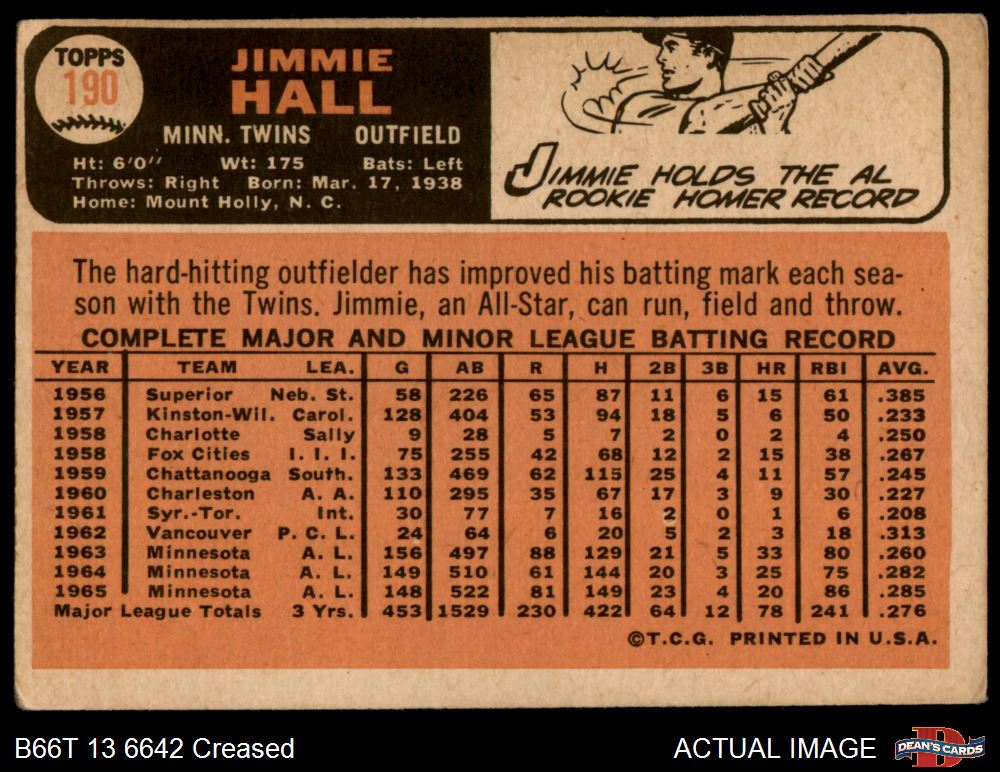 TOPPS
190
JIMMIE
HALL
MINN. TWINS OUTFIELD
Ht: 6'0" Wt: 175 Bats: Left
Throws: Right Born: Mar. 17, 1938
Home: Mount Holly, N. C.
JIMMIE HOLDS THE AL
ROOKIE HOMER RECORD
The hard-hitting outfielder has improved his batting mark each sea-
son with the Twins. Jimmie, an All-Star, can run, field and throw.
COMPLETE MAJOR AND MINOR LEAGUE BATTING RECORD
YEAR TEAM LEA. G AB R H 2B 3B HR RBI AVG.
1956 Superior Neb. St. 58 226 65 87 11 6 15 61 .385
1957 Kinston-Wil. Carol. 128 404 53 94 18 5 6 50 .233
1958 Charlotte Sally 9 28 5 7 2 0 2 4 .250
1958 Fox Cities I. I. I. 75 255 42 68 12 2 15 38 .267
1959 Chattanooga South. 133 469 62 115 25 4 11 57 .245
1960 Charleston A. A. 110 295 35 67 17 3 9 30 .227
1961 Syr.-Tor. Int. 30 77 7 16 2 0 1 6 .208
1962 Vancouver P. C. L. 24 64 6 20 5 2 3 18 .313
1963 Minnesota A. L. 156 497 88 129 21 5 33 80 .260
1964 Minnesota A. L. 149 510 61 144 20 3 25 75 .282
1965 Minnesota A. L. 148 522 81 149 23 4 20 86 .285
Major League Totals 3 Yrs. 453 1529 230 422 64 12 78 241 .276
©T.C.G. PRINTED IN U.S.A.
B66T 13 6642 Creased ACTUAL IMAGE DEAN'S CARDS